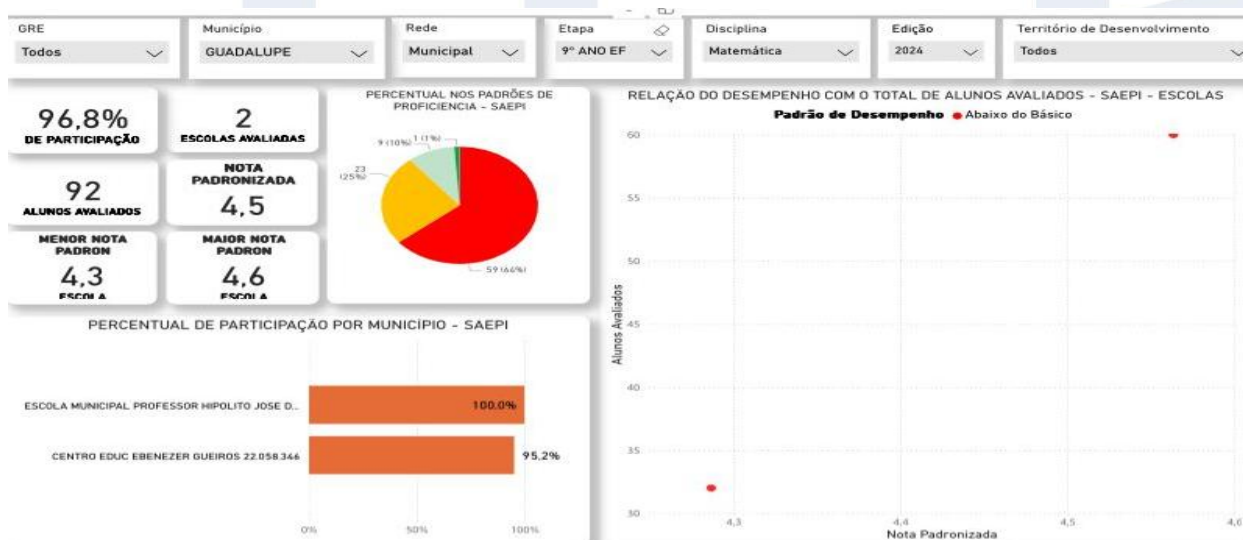 GRE
Todos
Município
GUADALUPE
Rede
Municipal
Etapa
9º ANO EF
Disciplina
Matemática
Edição
2024
Território de Desenvolvimento
Todos
96,8%
DE PARTICIPAÇÃO
2
ESCOLAS AVALIADAS
92
ALUNOS AVALIADOS
NOTA
PADRONIZADA
4,5
MENOR NOTA
PADRON
4,3
ESCOLA
MAIOR NOTA
PADRON
4,6
ESCOLA
PERCENTUAL NOS PADRÕES DE
PROFICIENCIA - SAEPI
1 (1%)
9 (10%)
23
(25%)
59 (64%)
PERCENTUAL DE PARTICIPAÇÃO POR MUNICÍPIO - SAEPI
ESCOLA MUNICIPAL PROFESSOR HIPOLITO JOSE D...
100.0%
CENTRO EDUC EBENEZER GUEIROS 22.058.346
95,2%
0%
50%
100%
RELAÇÃO DO DESEMPENHO COM O TOTAL DE ALUNOS AVALIADOS - SAEPI - ESCOLAS
Padrão de Desempenho Abaixo do Básico
Alunos Avaliados
60
55
50
45
40
35
30
4,3
4,4
4,5
4,6
Nota Padronizada